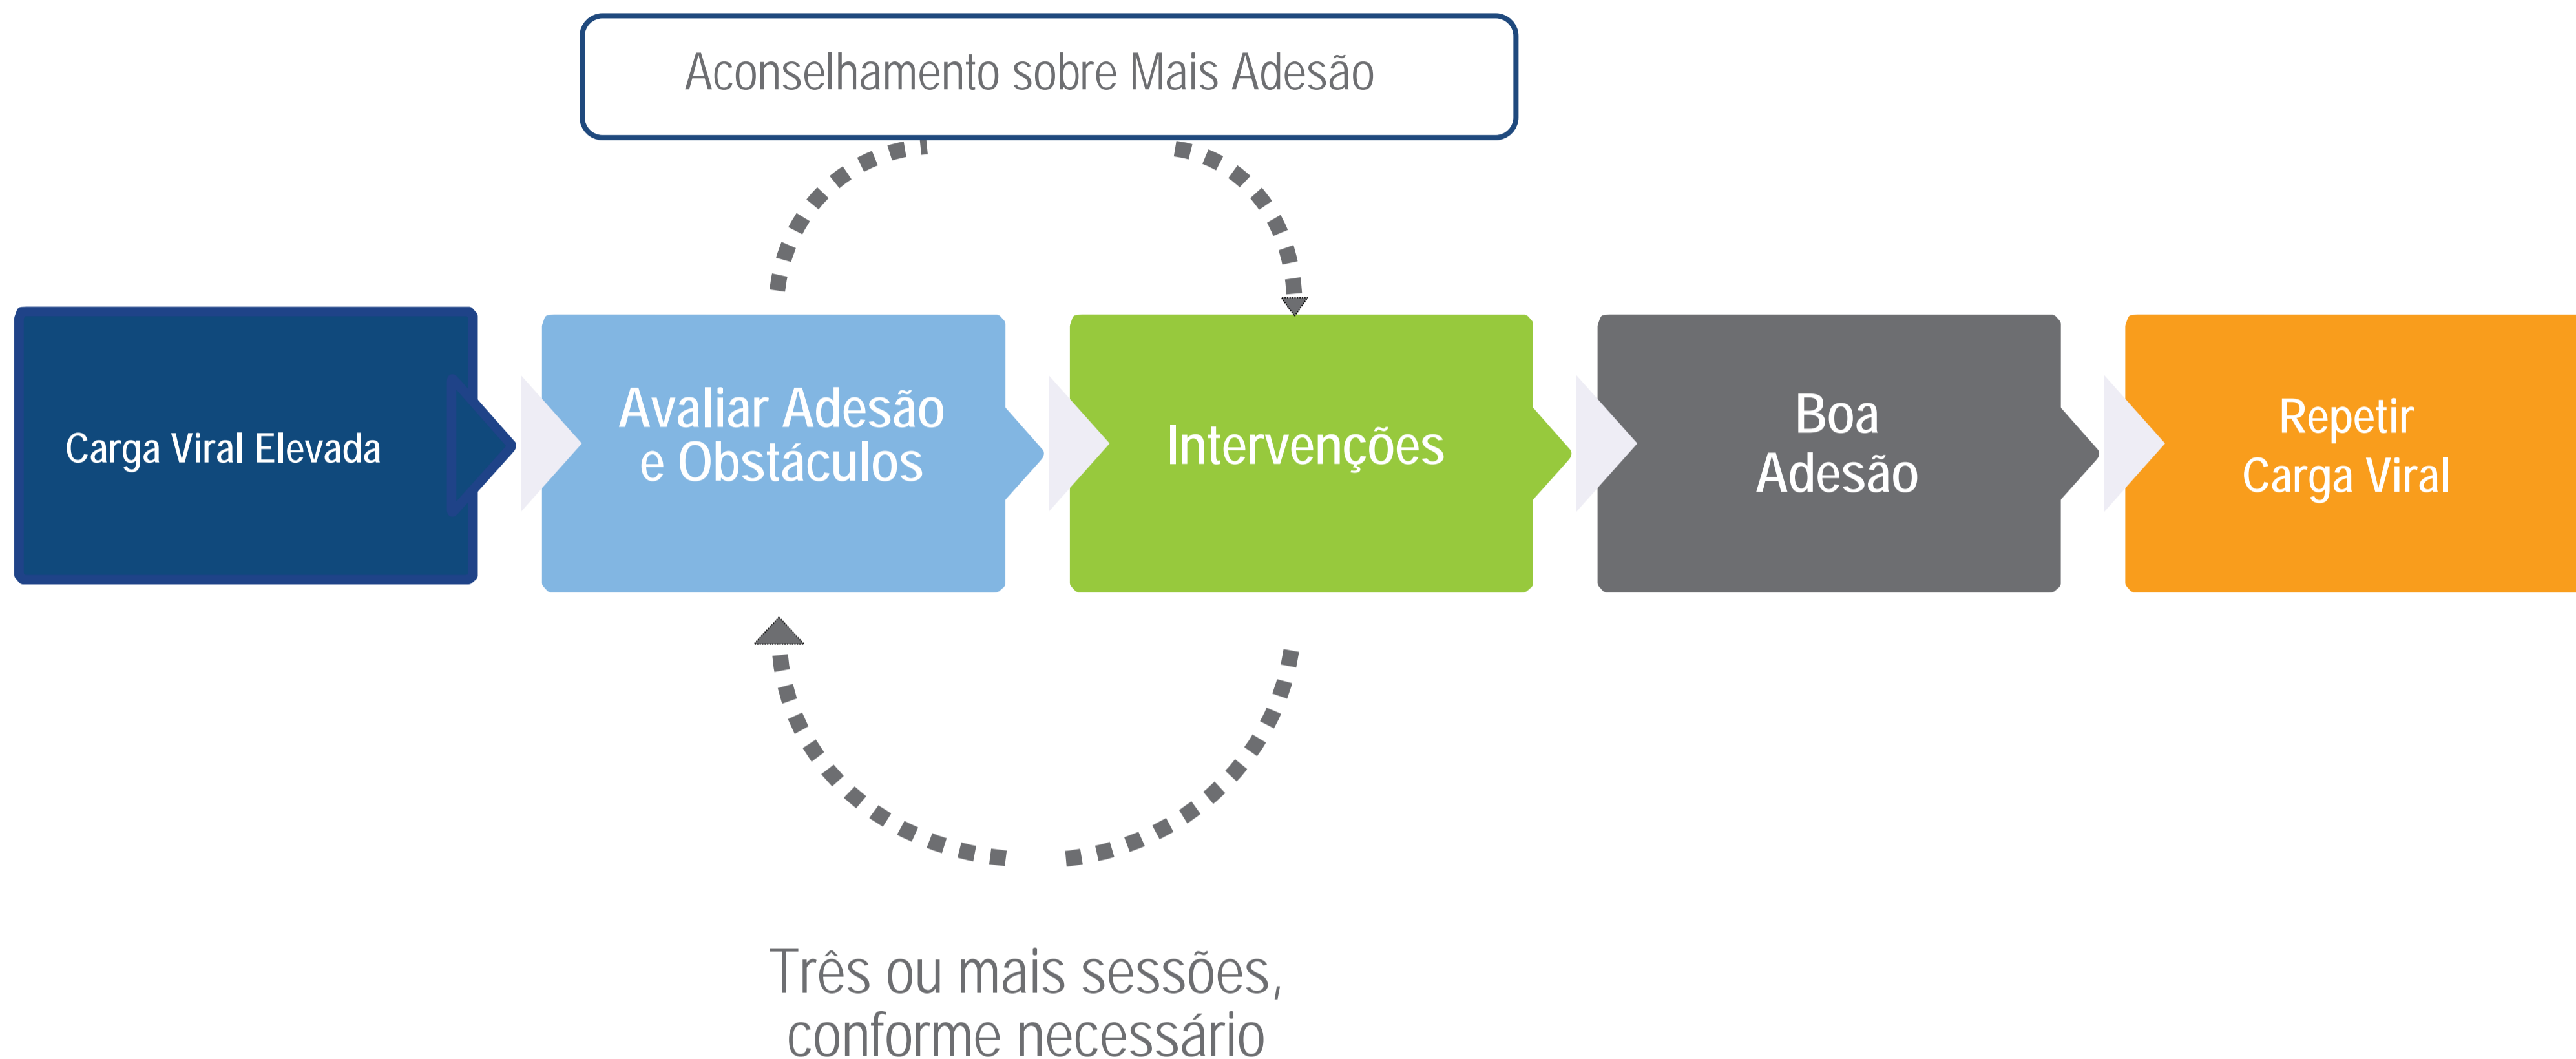 Aconselhamento sobre Mais Adesão
Carga Viral Elevada
Avaliar Adesão
e Obstáculos
Intervenções
Boa
Adesão
Repetir
Carga Viral
Três ou mais sessões,
conforme necessário